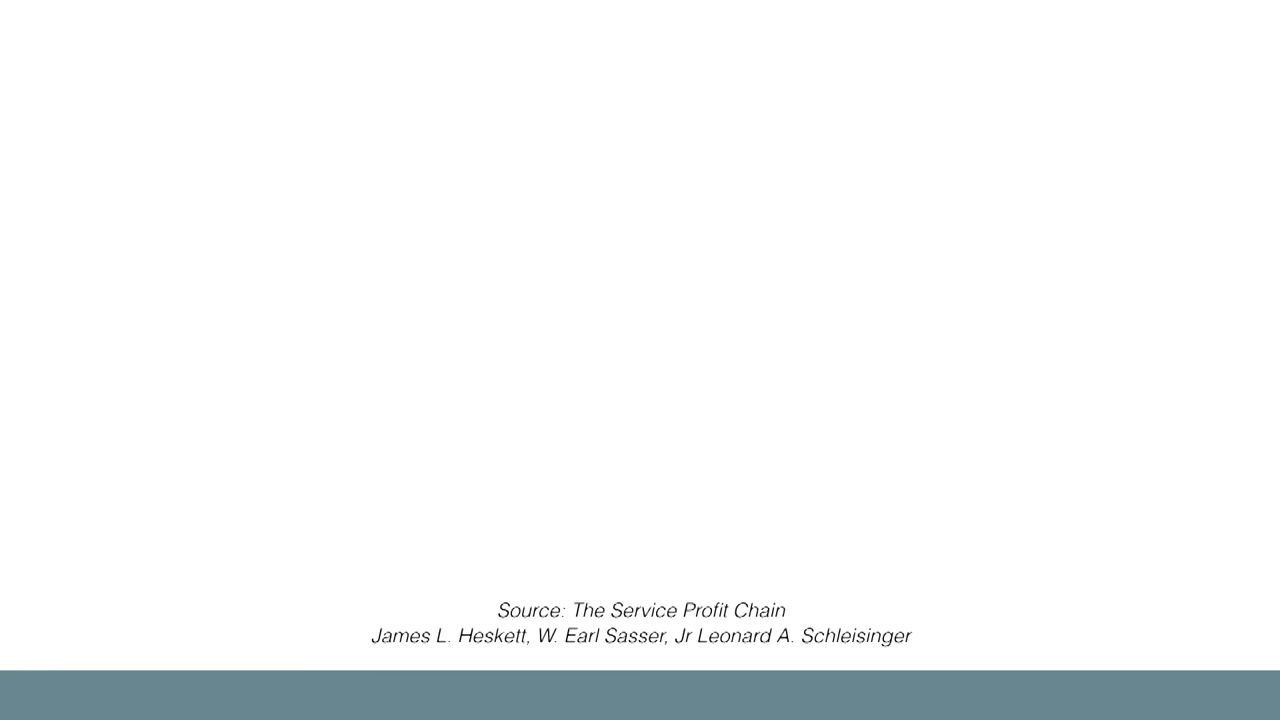 Source: The Service Profit Chain
James L. Heskett, W. Earl Sasser, Jr Leonard A. Schleisinger